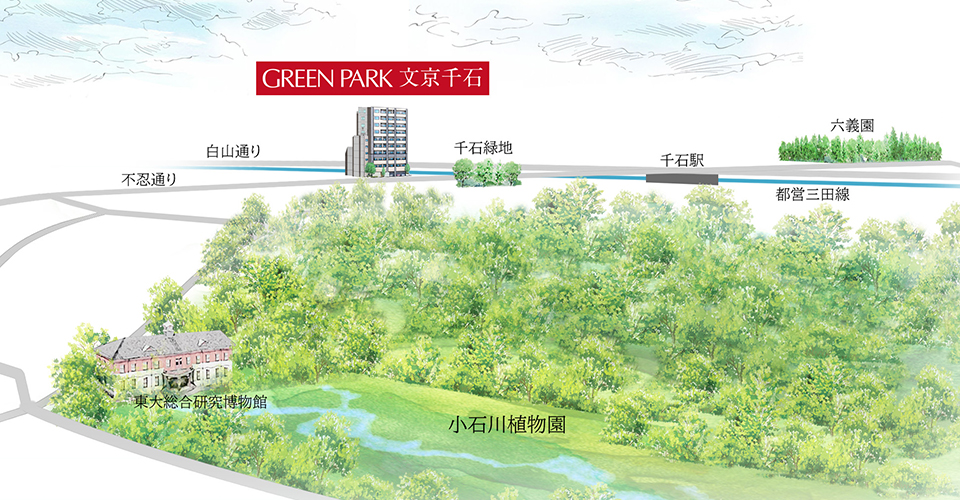 GREEN PARK 文京千石
六義園
白山通り
千石緑地
千石駅
不忍通り
都営三田線
東大総合研究博物館
小石川植物園